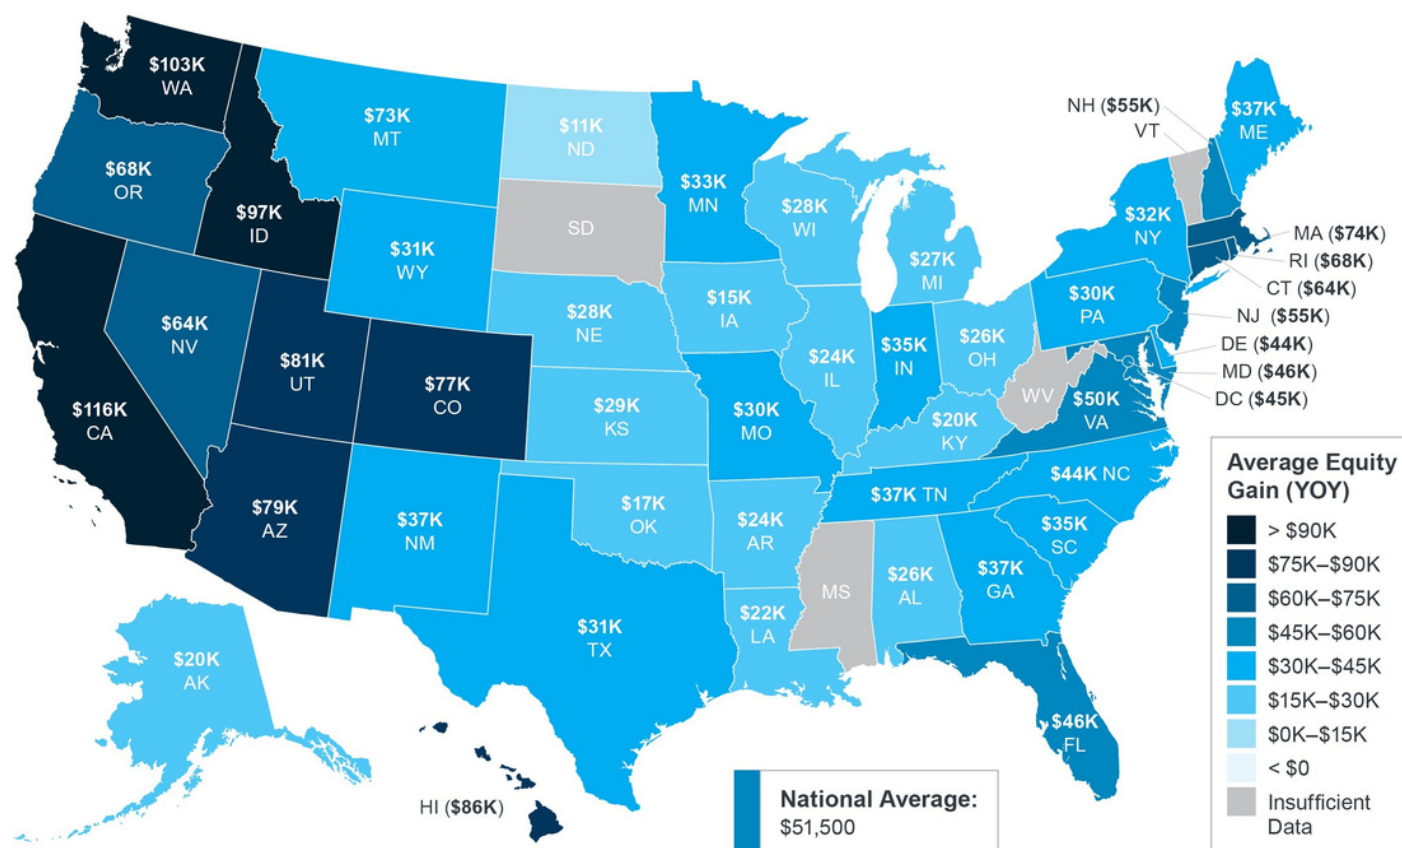 $103K
WA
$73K
MT
$11K
ND
NH ($55K)
VT
$37K
ME
$68K
OR
$97K
ID
$33K
MN
$28K
WI
$32K
NY
SD
MA ($74K)
$31K
WY
$27K
MI
RI ($68K)
CT ($64K)
$15K
IA
$30K
PA
NJ ($55K)
$64K
NV
$28K
NE
$26K
OH
$35K
IN
DE ($44K)
$24K
IL
MD ($46K)
$81K
UT
$77K
CO
WV
DC ($45K)
$116K
CA
$29K
KS
$30K
MO
$20K
KY
$50K
VA
$44K NC
$37K TN
$79K
AZ
$37K
NM
$17K
OK
$24K
AR
$35K
SC
MS
$26K
AL
$37K
GA
$22K
LA
$31K
TX
$20K
AK
$46K
FL
HI ($86K)
Average Equity
Gain (YOY)
> $90K
$75K–$90K
$60K–$75K
$45K–$60K
$30K–$45K
$15K–$30K
$0K–$15K
< $0
Insufficient
Data
National Average:
$51,500